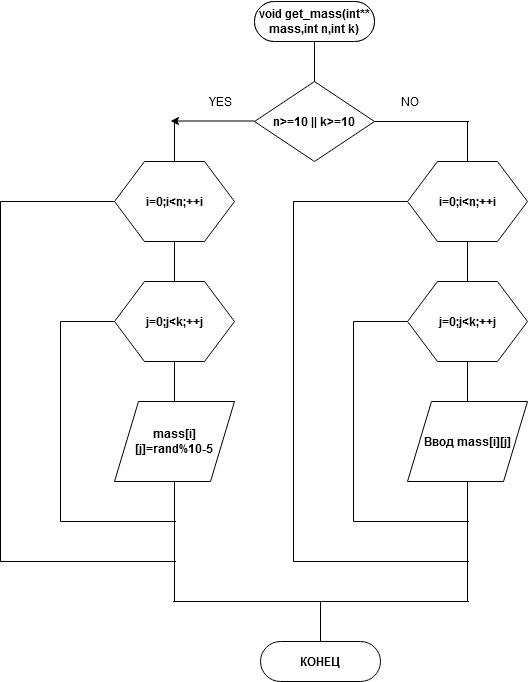 void get_mass(int**
mass,int n,int k)
YES
NO
n>=10 || k>=10
i=0;i<n;++i
i=0;i<n;++i
j=0;j<k;++j
j=0;j<k;++j
mass[i]
[j]=rand%10-5
Ввод mass[i][j]
КОНЕЦ